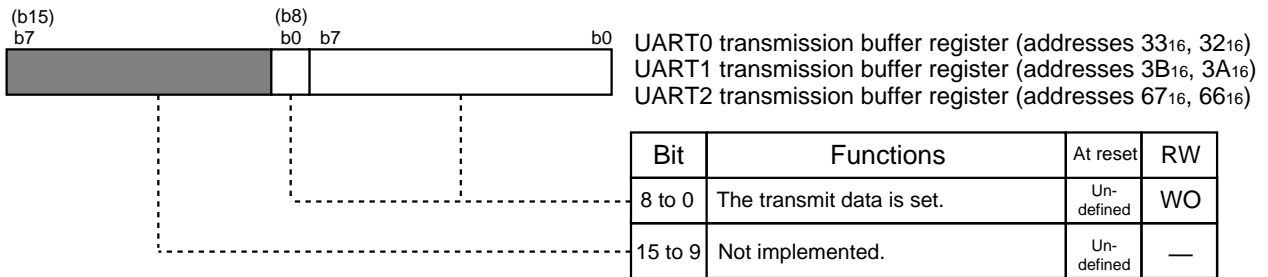 (b15) (b8)
b7 b0 b7 b0
UART0 transmission buffer register (addresses 3316, 3216)
UART1 transmission buffer register (addresses 3B16, 3A16)
UART2 transmission buffer register (addresses 6716, 6616)
Bit Functions At reset RW
8 to 0 The transmit data is set. Un-
defined WO
15 to 9 Not implemented. Un-
defined —